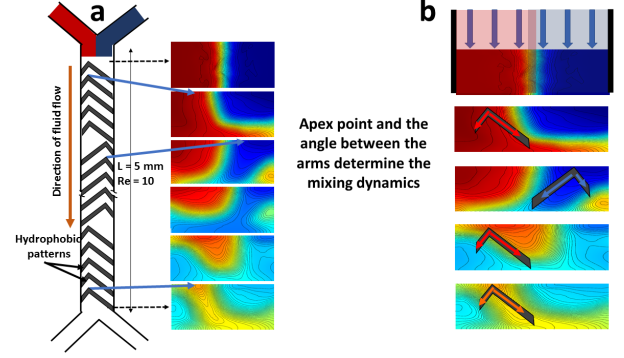 a
b
Direction of fluid flow
L = 5 mm
Re = 10
Hydrophobic
patterns
Apex point and the
angle between the
arms determine the
mixing dynamics